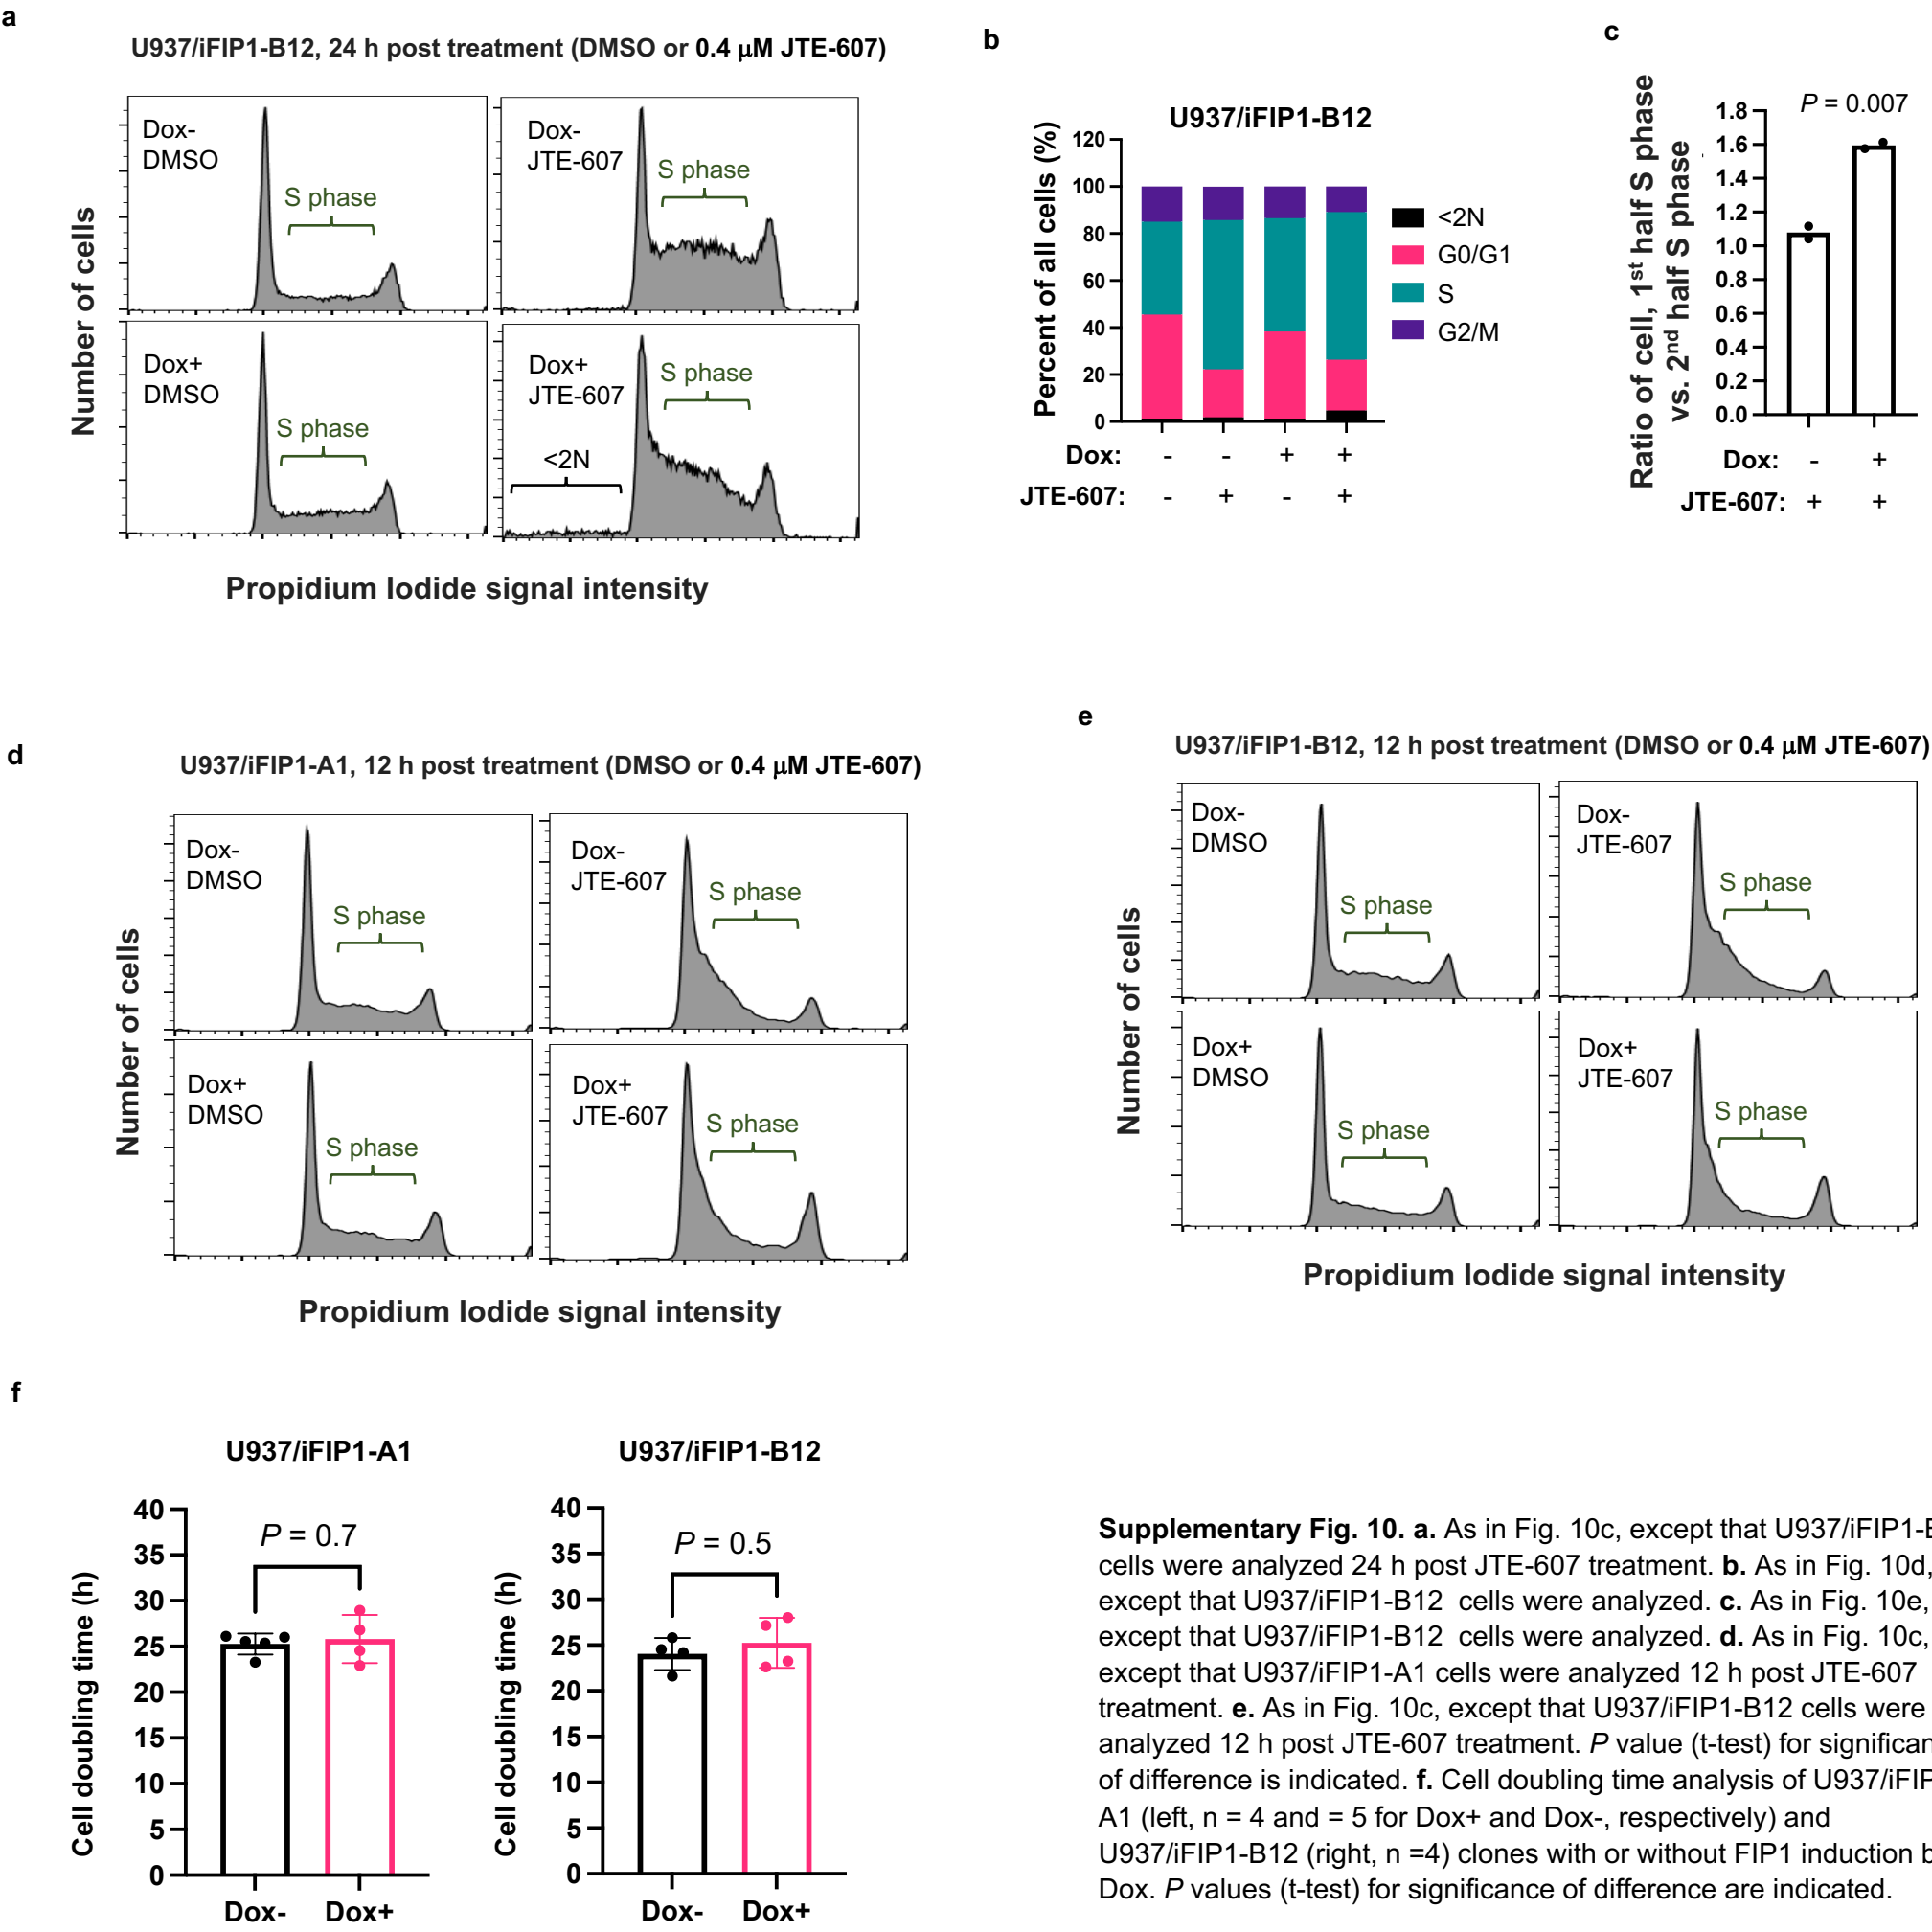 a
U937/iFIP1-B12, 24 h post treatment (DMSO or 0.4 μM JTE-607)
Number of cells
Dox-
DMSO
S phase
Dox-
JTE-607
S phase
Dox+
DMSO
S phase
Dox+
JTE-607
S phase
<2N
Propidium Iodide signal intensity
b
U937/iFIP1-B12
Percent of all cells (%)
120
100
80
60
40
20
0
<2N
G0/G1
S
G2/M
Dox: - - + +
JTE-607: - + - +
c
P = 0.007
Ratio of cell, 1st half S phase
vs. 2nd half S phase
1.8
1.6
1.4
1.2
1.0
0.8
0.6
0.4
0.2
0.0
Dox: - +
JTE-607: + +
d
U937/iFIP1-A1, 12 h post treatment (DMSO or 0.4 μM JTE-607)
Number of cells
Dox-
DMSO
S phase
Dox-
JTE-607
S phase
Dox+
DMSO
S phase
Dox+
JTE-607
S phase
Propidium Iodide signal intensity
e
U937/iFIP1-B12, 12 h post treatment (DMSO or 0.4 μM JTE-607)
Number of cells
Dox-
DMSO
S phase
Dox-
JTE-607
S phase
Dox+
DMSO
S phase
Dox+
JTE-607
S phase
Propidium Iodide signal intensity
f
U937/iFIP1-A1
Cell doubling time (h)
40
35
30
25
20
15
10
5
0
P = 0.7
Dox- Dox+
U937/iFIP1-B12
Cell doubling time (h)
40
35
30
25
20
15
10
5
0
P = 0.5
Dox- Dox+
Supplementary Fig. 10. a. As in Fig. 10c, except that
cells were analyzed 24 h post JTE-607 treatment. b. As in Fig. 10d,
except that U937/iFIP1-B12 cells were analyzed. c. As in Fig. 10e,
except that U937/iFIP1-B12 cells were analyzed. d. As in Fig. 10c,
except that U937/iFIP1-A1 cells were analyzed 12 h post JTE-607
treatment. e. As in Fig. 10c, except that U937/iFIP1-B12 cells were
analyzed 12 h post JTE-607 treatment. P value (t-test) for
of difference is indicated. f. Cell doubling time analysis of
A1 (left, n = 4 and = 5 for Dox+ and Dox-, respectively) and
U937/iFIP1-B12 (right, n =4) clones with or without FIP1 induction
Dox. P values (t-test) for significance of difference are indicated.